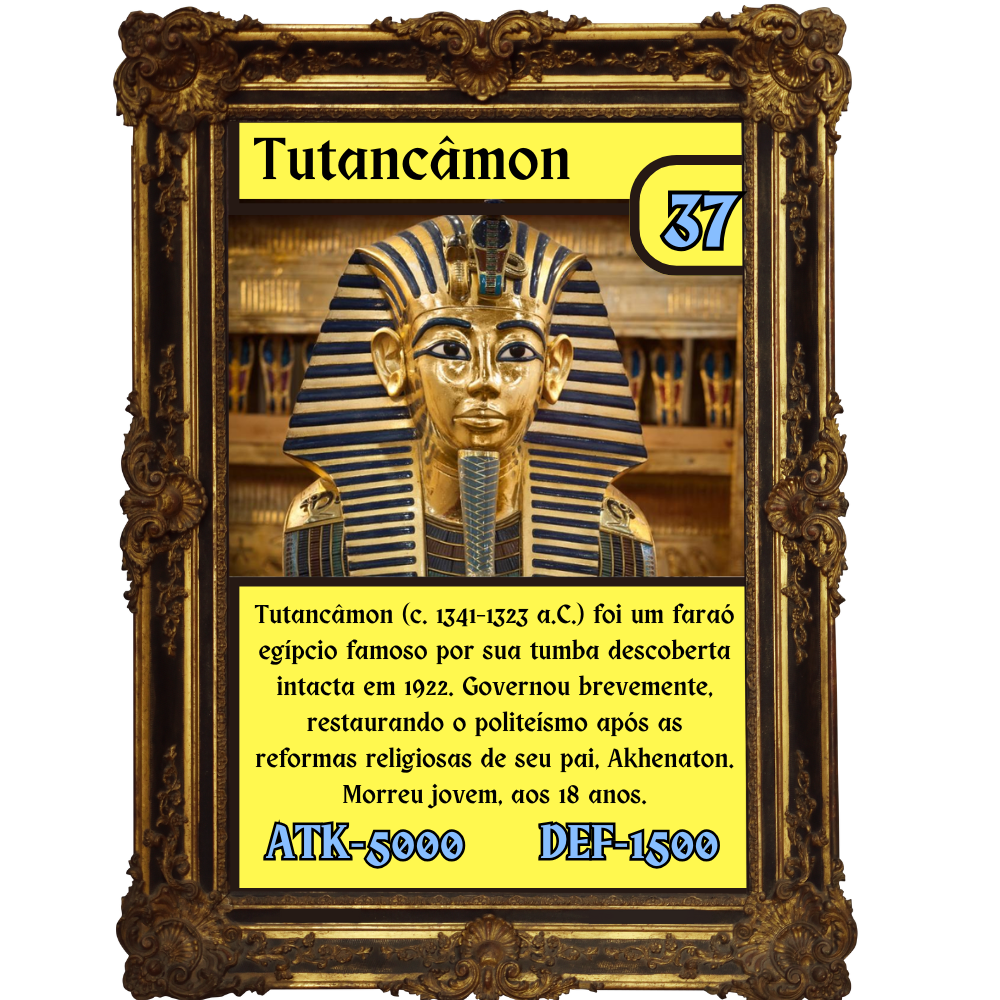 Tutancâmon
37
Tutancâmon (c. 1341-1323 a.C.) foi um faraó
egípcio famoso por sua tumba descoberta
intacta em 1922. Governou brevemente,
restaurando o politeísmo após as
reformas religiosas de seu pai, Akhenaton.
Morreu jovem, aos 18 anos.
ATK-5000 DEF-1500